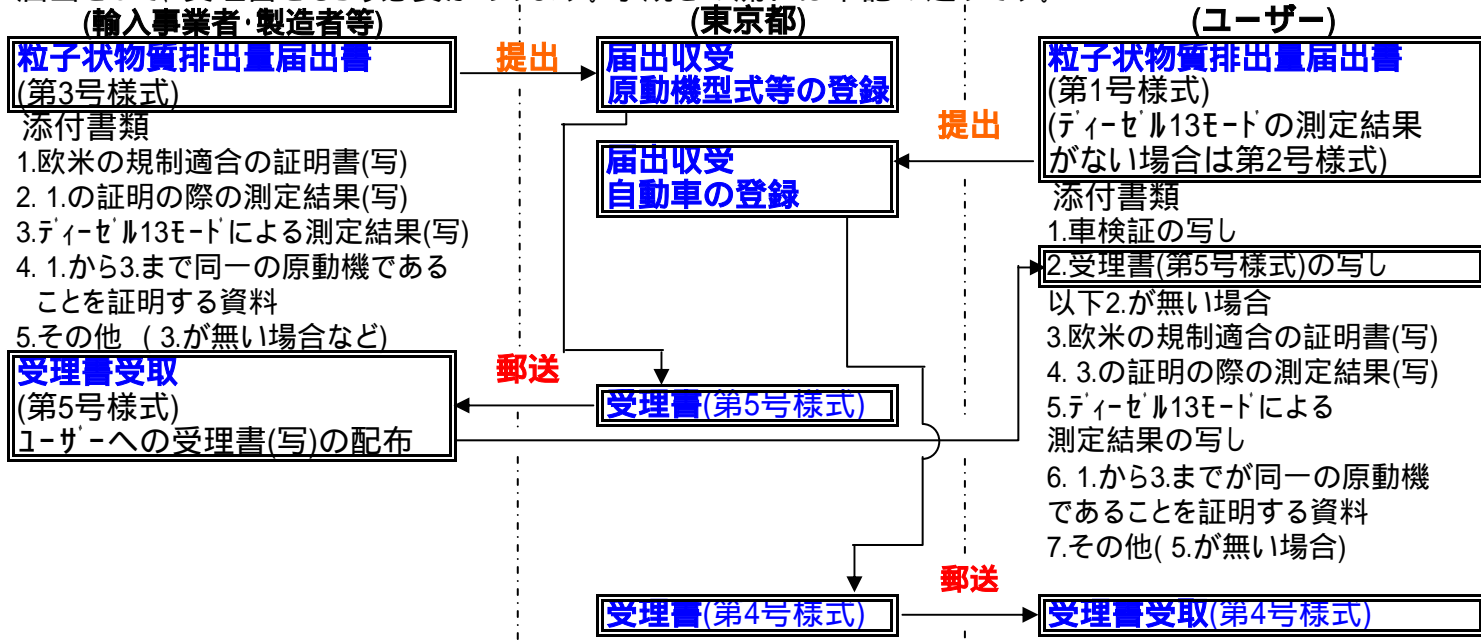 (輸入事業者・製造者等)
粒子状物質排出量届出書
(第3号様式)
添付書類
1.欧米の規制適合の証明書(写)
2. 1.の証明の際の測定結果(写)
3.ディーゼル13モードによる測定結果(写)
4. 1.から3.まで同一の原動機である
ことを証明する資料
5.その他 ( 3.が無い場合など)
受理書受取
(第5号様式)
ユーザーへの受理書(写)の配布
提出
郵送
(東京都)
届出収受
原動機型式等の登録
届出収受
自動車の登録
受理書(第5号様式)
受理書(第4号様式)
提出
郵送
(ユーザー)
粒子状物質排出量届出書
(第1号様式)
(ディーゼル13モードの測定結果
がない場合は第2号様式)
添付書類
1.車検証の写し
2.受理書(第5号様式)の写し
以下2.が無い場合
3.欧米の規制適合の証明書(写)
4. 3.の証明の際の測定結果(写)
5.ディーゼル13モードによる
測定結果の写し
6. 1.から3.までが同一の原動機
であることを証明する資料
7.その他( 5.が無い場合)
受理書受取(第4号様式)